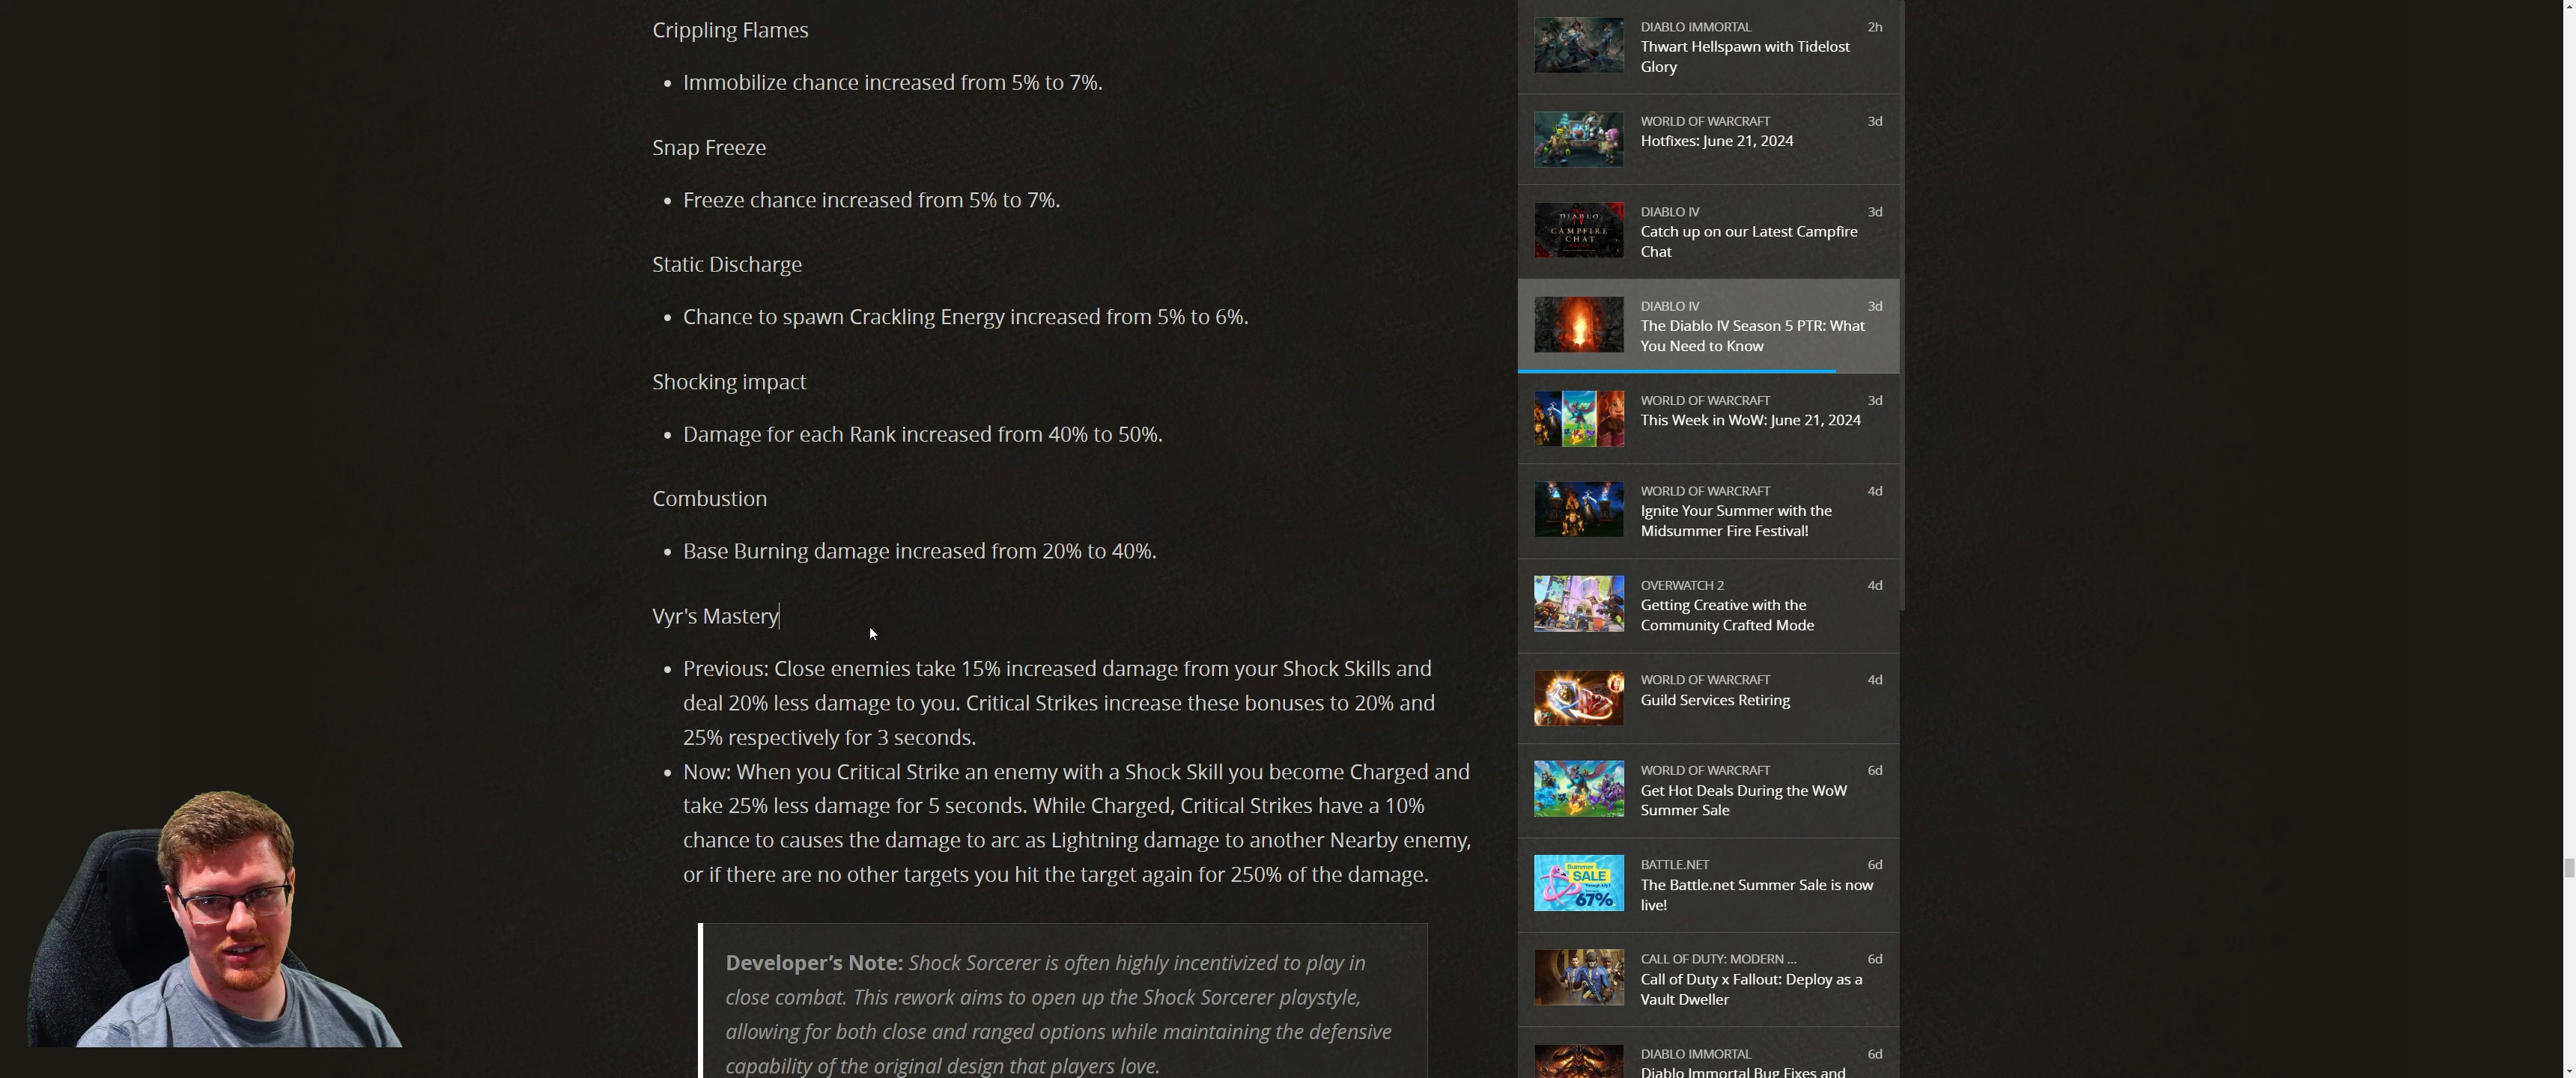 Crippling Flames
• Immobilize chance increased from 5% to 7%.
Snap Freeze
• Freeze chance increased from 5% to 7%.
Static Discharge
• Chance to spawn Crackling Energy increased from 5% to 6%.
Shocking impact
• Damage for each Rank increased from 40% to 50%.
Combustion
• Base Burning damage increased from 20% to 40%.
Vyr's Mastery
• Previous: Close enemies take 15% increased damage from your Shock Skills and
deal 20% less damage to you. Critical Strikes increase these bonuses to 20% and
25% respectively for 3 seconds.
• Now: When you Critical Strike an enemy with a Shock Skill you become Charged and
take 25% less damage for 5 seconds. While Charged, Critical Strikes have a 10%
chance to causes the damage to arc as Lightning damage to another Nearby enemy,
or if there are no other targets you hit the target again for 250% of the damage.
Developer’s Note: Shock Sorcerer is often highly incentivized to play in
close combat. This rework aims to open up the Shock Sorcerer playstyle,
allowing for both close and ranged options while maintaining the defensive
capability of the original design that players love.
DIABLO IMMORTAL 2h
Thwart Hellspawn with Tidelost
Glory
WORLD OF WARCRAFT 3d
Hotfixes: June 21, 2024
DIABLO
CAMPFIRE
CHAT
DIABLO IV 3d
Catch up on our Latest Campfire
Chat
DIABLO IV 3d
The Diablo IV Season 5 PTR: What
You Need to Know
WORLD OF WARCRAFT 3d
This Week in WoW: June 21, 2024
WORLD OF WARCRAFT 4d
Ignite Your Summer with the
Midsummer Fire Festival!
OVERWATCH 2 4d
Getting Creative with the
Community Crafted Mode
WORLD OF WARCRAFT 4d
Guild Services Retiring
WORLD OF WARCRAFT 6d
Get Hot Deals During the WoW
Summer Sale
Summer
SALE
67%
BATTLE.NET 6d
The Battle.net Summer Sale is now
live!
CALL OF DUTY: MODERN ... 6d
Call of Duty x Fallout: Deploy as a
Vault Dweller
DIABLO IMMORTAL 6d
Diablo Immortal Bug Fixes and